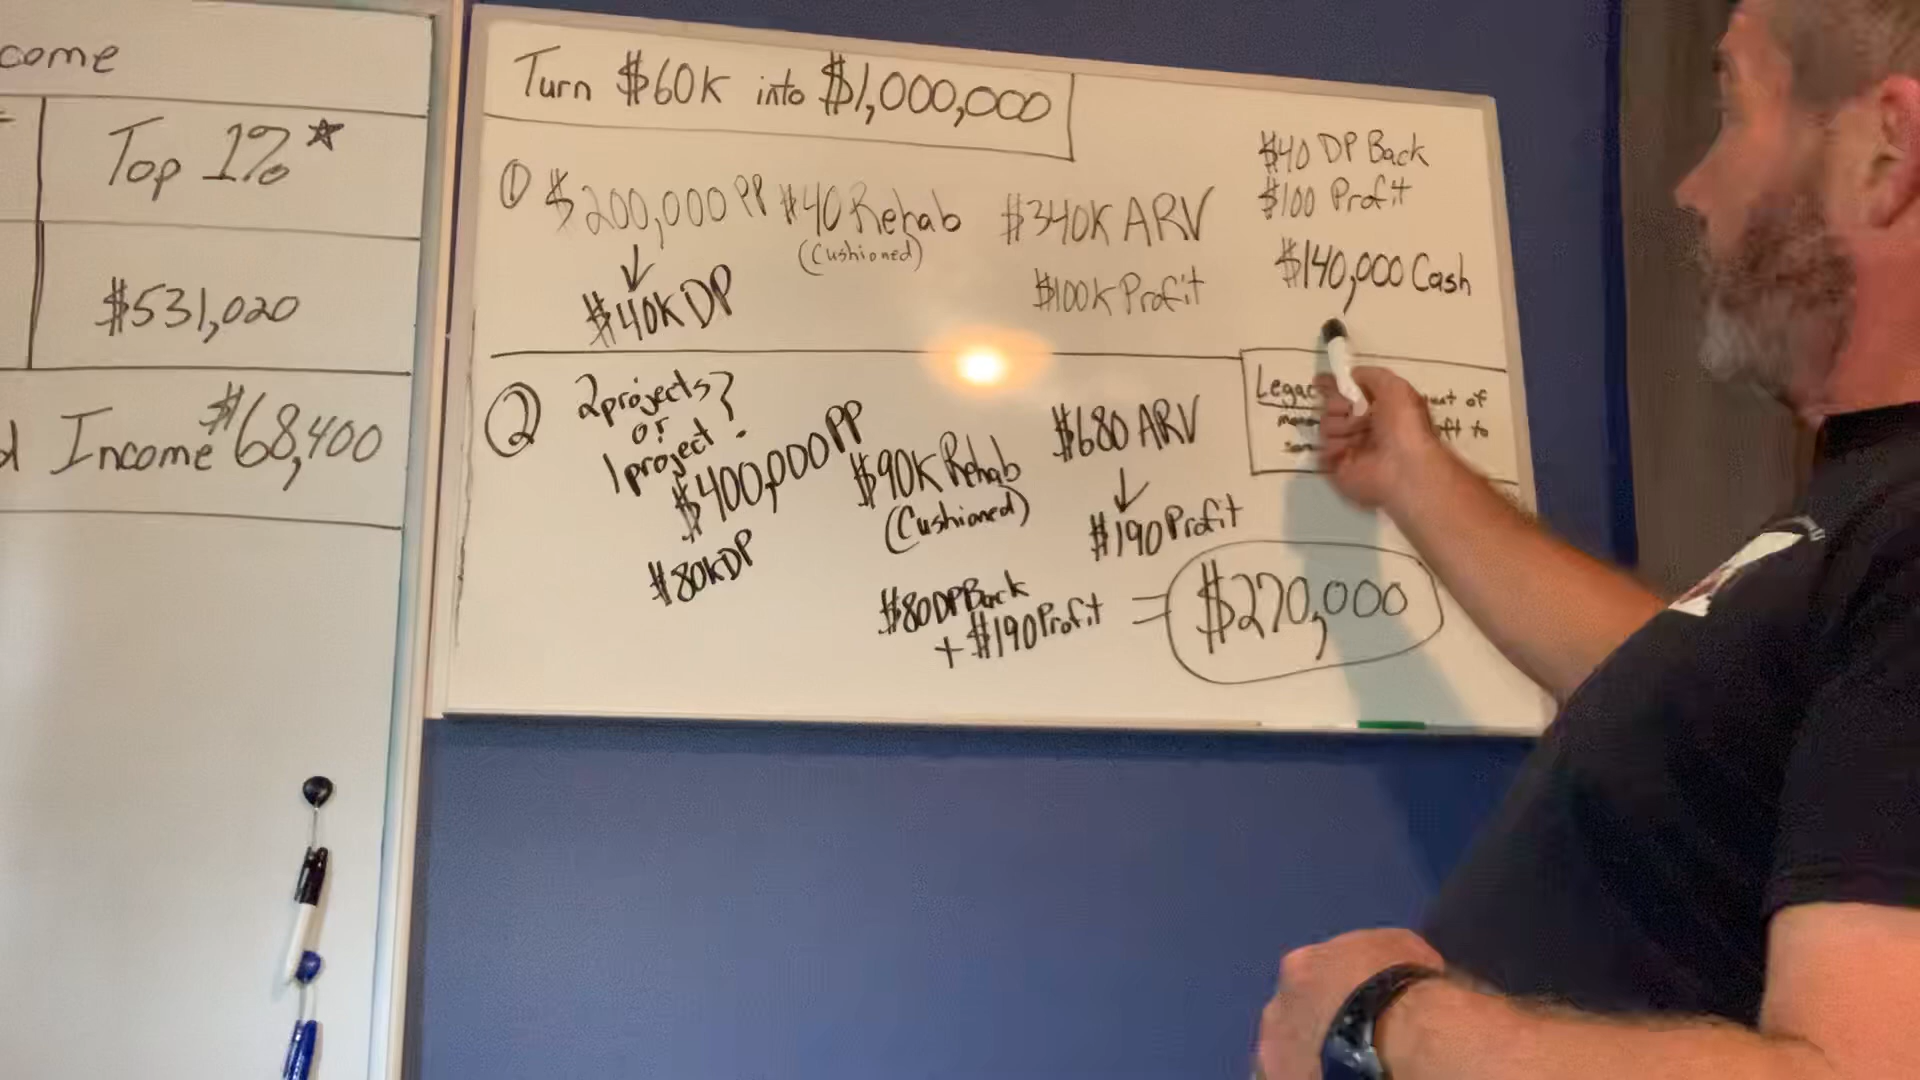 come
Top 1%*
$531,020
d Income $68,400
Turn $60K into $1,000,000
① $200,000 PP $40 Rehab $340K ARV
(Cushioned)
$40K DP
$100K Profit
$40 DP Back
$100 Profit
$140,000 Cash
② 2 projects?
or
1 project.
$400,000 PP $90K Rehab $680 ARV
(Cushioned)
$80K DP
$190 Profit
$80 DP Back
+ $190 Profit = $270,000
Legac
of
to